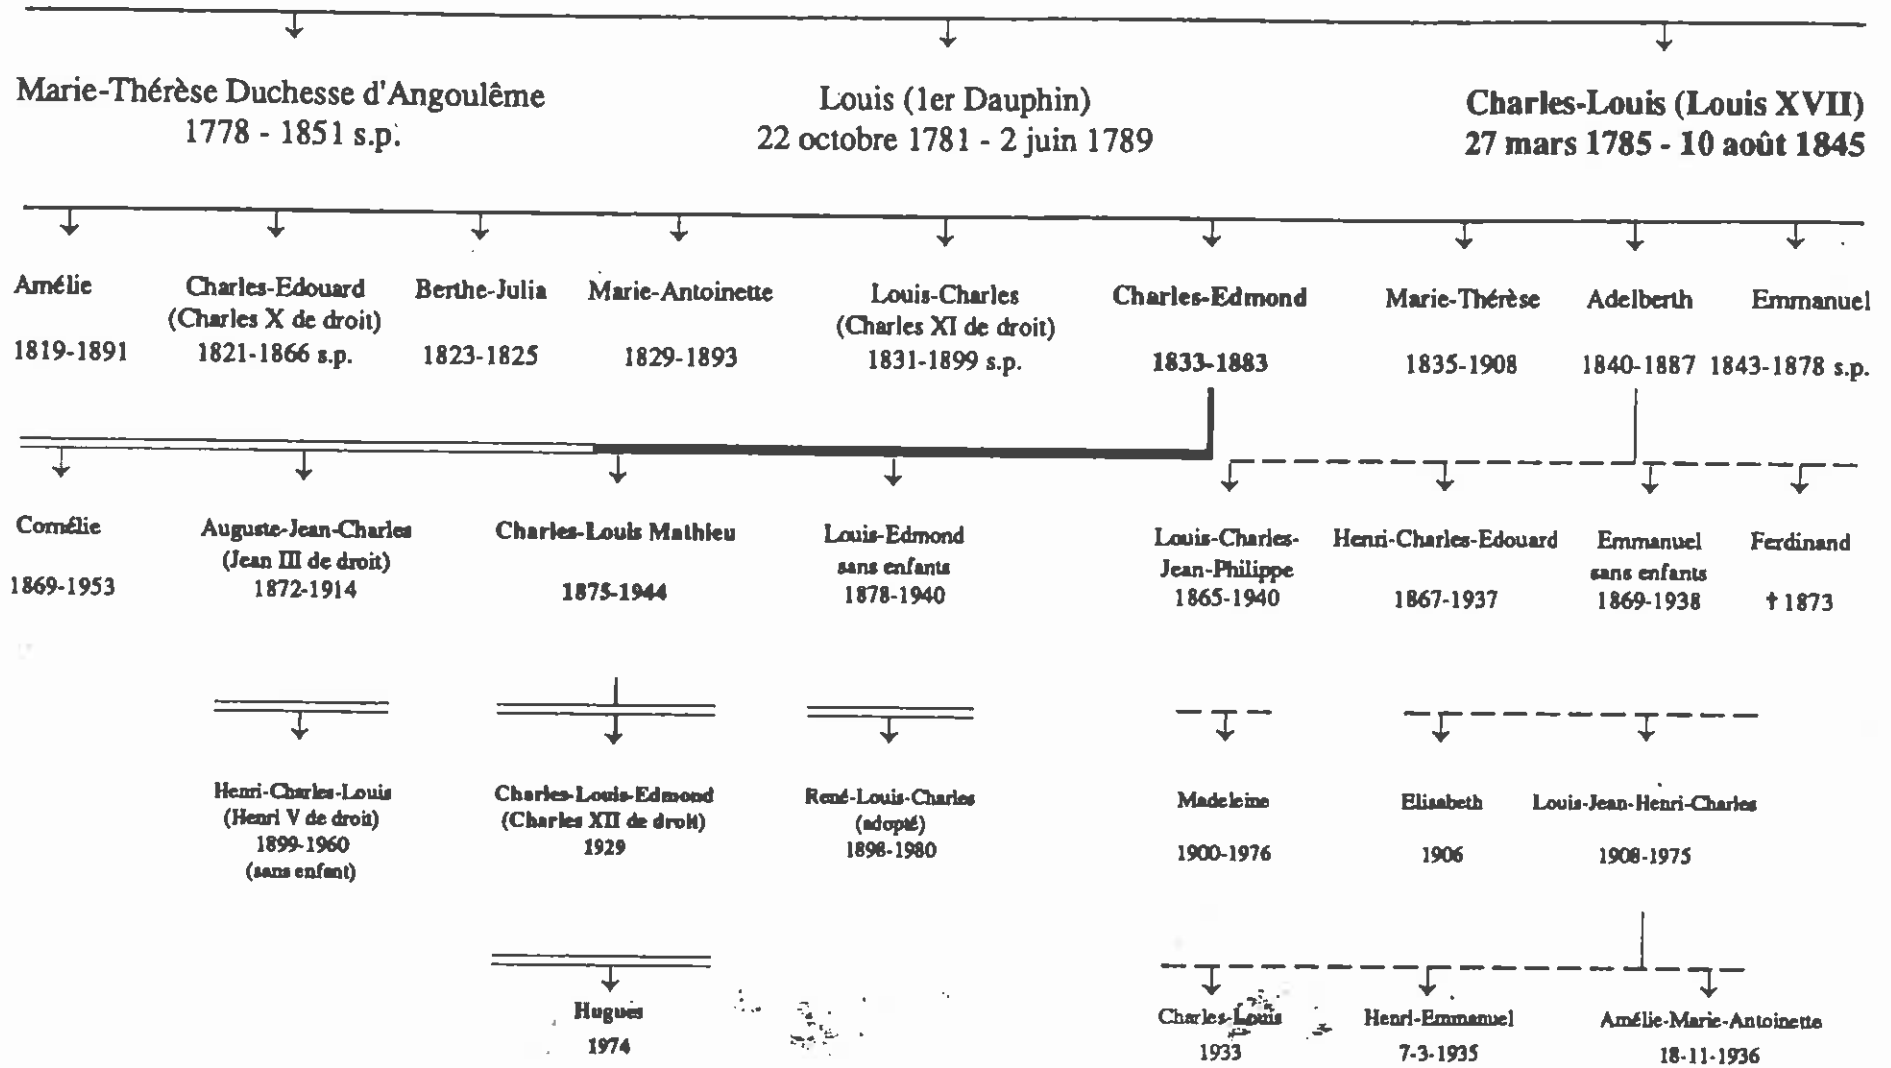 Marie-Thérèse Duchesse d'Angoulême
1778 - 1851 s.p.
Louis (1er Dauphin)
22 octobre 1781 - 2 juin 1789
Charles-Louis (Louis XVII)
27 mars 1785 - 10 août 1845
Amélie
1819-1891
Charles-Edouard
(Charles X de droit)
1821-1866 s.p.
Berthe-Julia
1823-1825
Marie-Antoinette
1829-1893
Louis-Charles
(Charles XI de droit)
1831-1899 s.p.
Charles-Edmond
1833-1883
Marie-Thérèse
1835-1908
Adelberth
1840-1887
Emmanuel
1843-1878 s.p.
Cornélie
1869-1953
Auguste-Jean-Charles
(Jean III de droit)
1872-1914
Charles-Louis Mathieu
1875-1944
Louis-Edmond
sans enfants
1878-1940
Louis-Charles-
Jean-Philippe
1865-1940
Henri-Charles-Edouard
1867-1937
Emmanuel
sans enfants
1869-1938
Ferdinand
† 1873
Henri-Charles-Louis
(Henri V de droit)
1899-1960
(sans enfant)
Charles-Louis-Edmond
(Charles XII de droit)
1929
René-Louis-Charles
(adopté)
1898-1980
Madeleine
1900-1976
Elisabeth
1906
Louis-Jean-Henri-Charles
1908-1975
Hugues
1974
Charles-Louis
1933
Henri-Emmanuel
7-3-1935
Amélie-Marie-Antoinette
18-11-1936